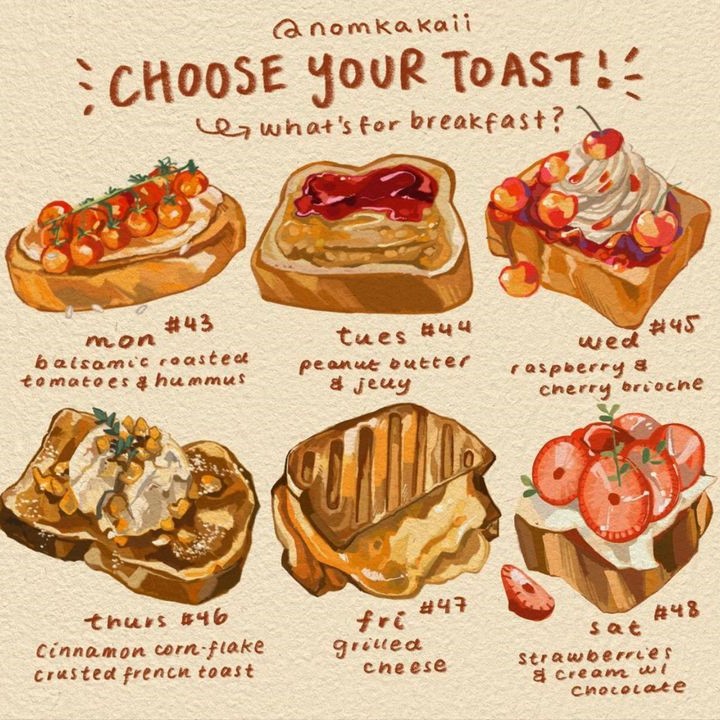 @nomkakaii
CHOOSE YOUR TOAST!
what's for breakfast?
mon #43
balsamic roasted
tomatoes & hummus
tues #44
peanut butter
& jelly
wed #45
raspberry &
cherry brioche
thurs #46
cinnamon corn-flake
crusted french toast
fri #47
grilled
cheese
sat #48
strawberries
& cream w/
chocolate